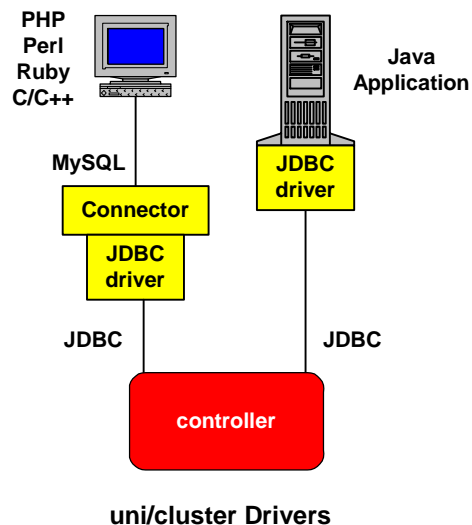 PHP
Perl
Ruby
C/C++
Java
Application
MySQL
JDBC
driver
Connector
JDBC
driver
JDBC
JDBC
controller
uni/cluster Drivers